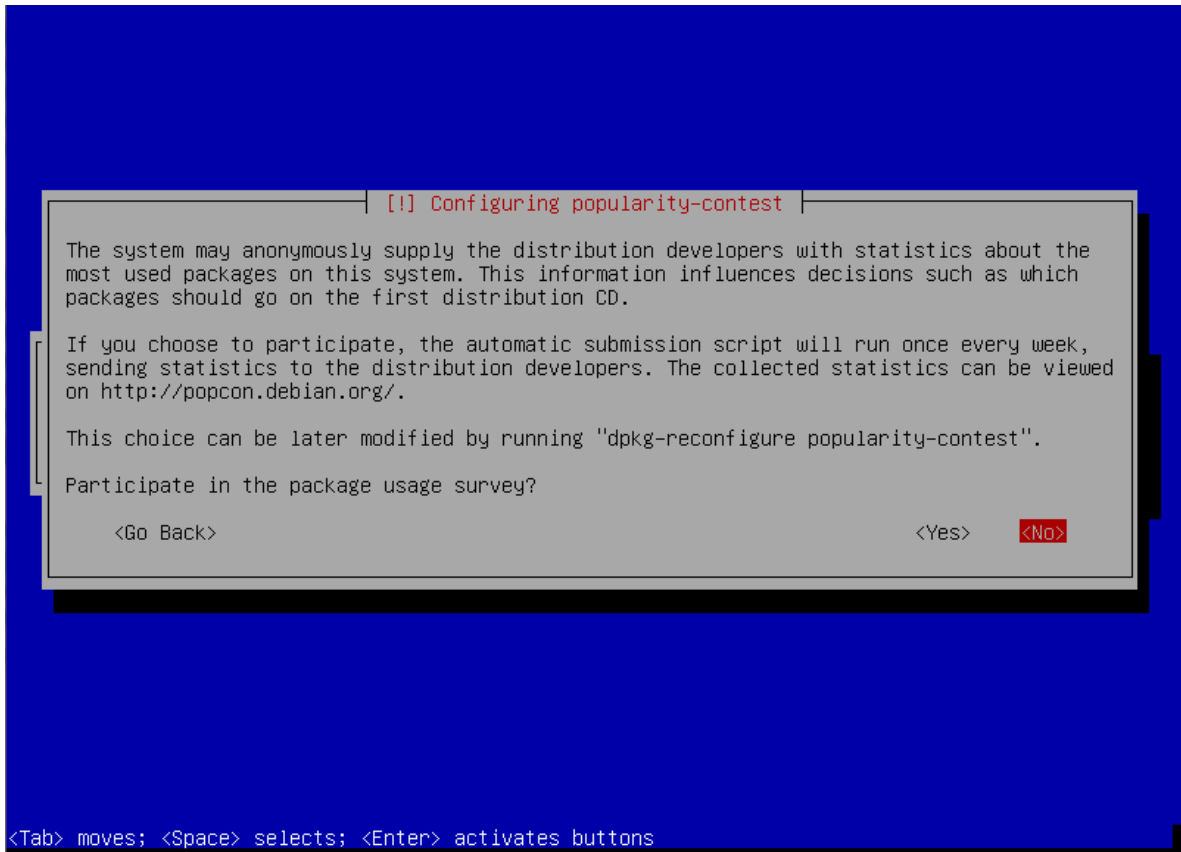 [!] Configuring popularity-contest
The system may anonymously supply the distribution developers with statistics about the
most used packages on this system. This information influences decisions such as which
packages should go on the first distribution CD.
If you choose to participate, the automatic submission script will run once every week,
sending statistics to the distribution developers. The collected statistics can be viewed
on http://popcon.debian.org/.
This choice can be later modified by running "dpkg-reconfigure popularity-contest".
Participate in the package usage survey?
<Go Back> <Yes> <No>
<Tab> moves; <Space> selects; <Enter> activates buttons